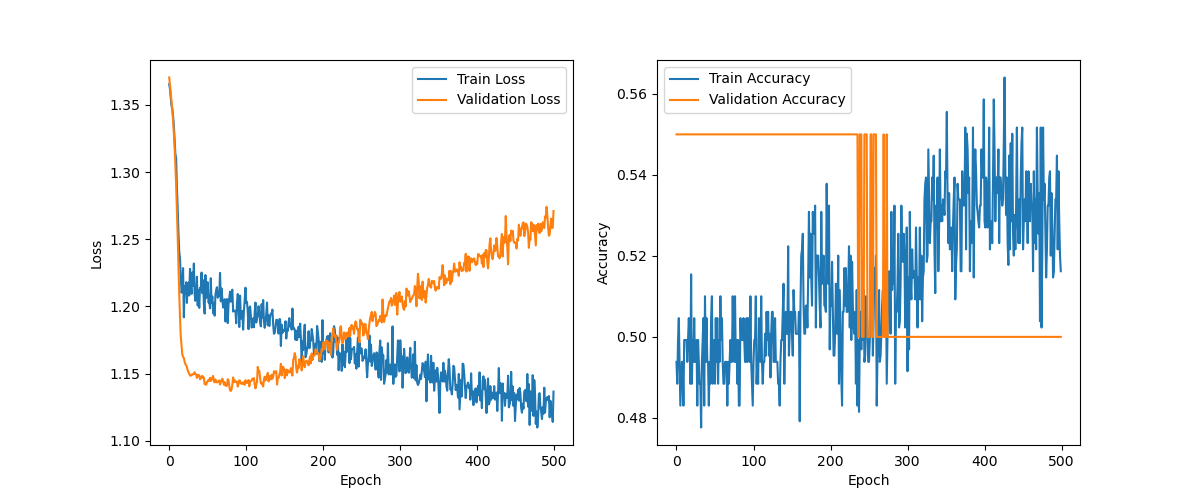 Train Loss
Validation Loss
1.35
1.30
1.25
1.20
1.15
1.10
Loss
0
100
200
300
400
500
Epoch
Train Accuracy
Validation Accuracy
0.56
0.54
0.52
0.50
0.48
Accuracy
0
100
200
300
400
500
Epoch